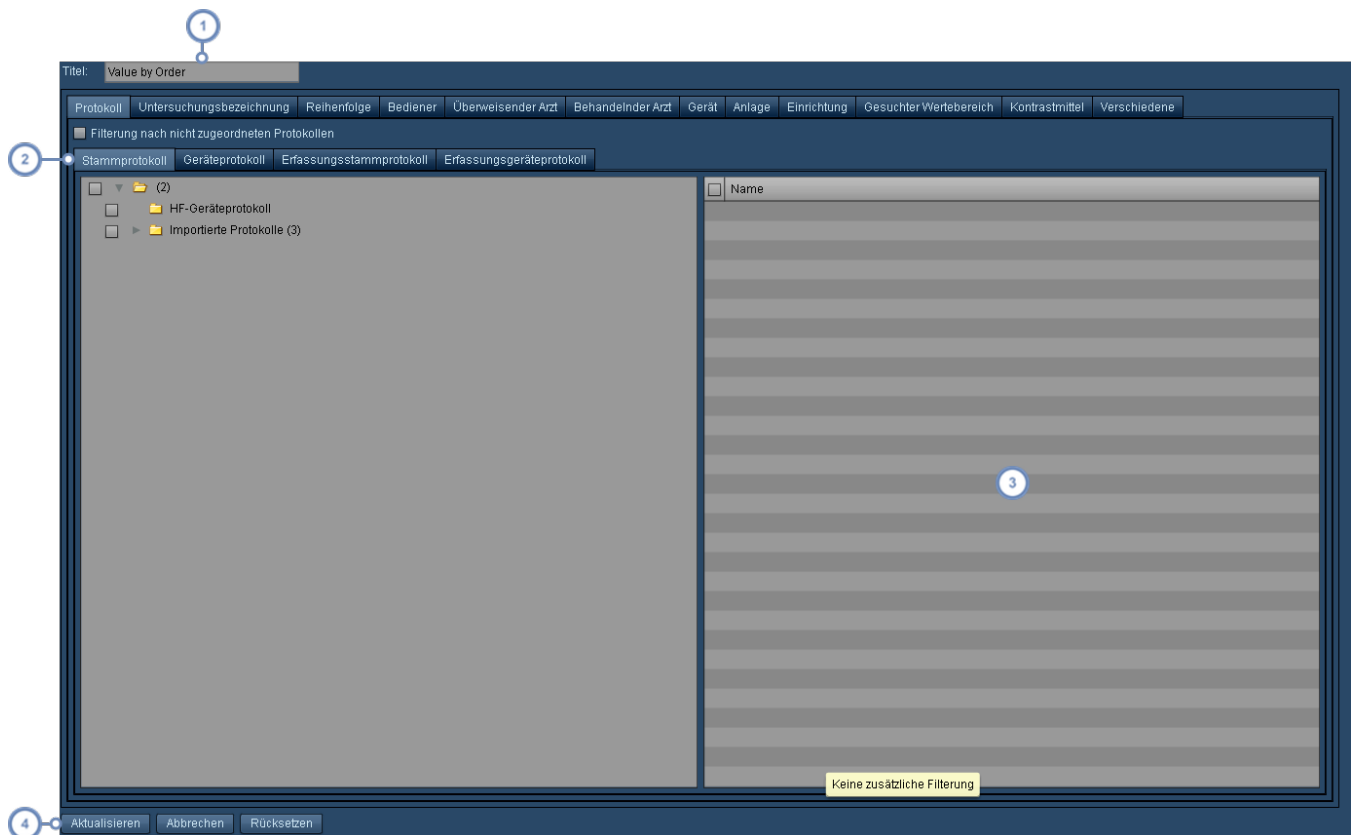 1
Titel: Value by Order
Protokoll Untersuchungsbezeichnung Reihenfolge Bediener Überweisender Arzt Behandelnder Arzt Gerät Anlage Einrichtung Gesuchter Wertebereich Kontrastmittel Verschiedene
Filterung nach nicht zugeordneten Protokollen
2
Stammprotokoll Geräteprotokoll Erfassungsstammprotokoll Erfassungsgeräteprotokoll
(2)
HF-Geräteprotokoll
Importierte Protokolle (3)
Name
3
Keine zusätzliche Filterung
4
Aktualisieren Abbrechen Rücksetzen